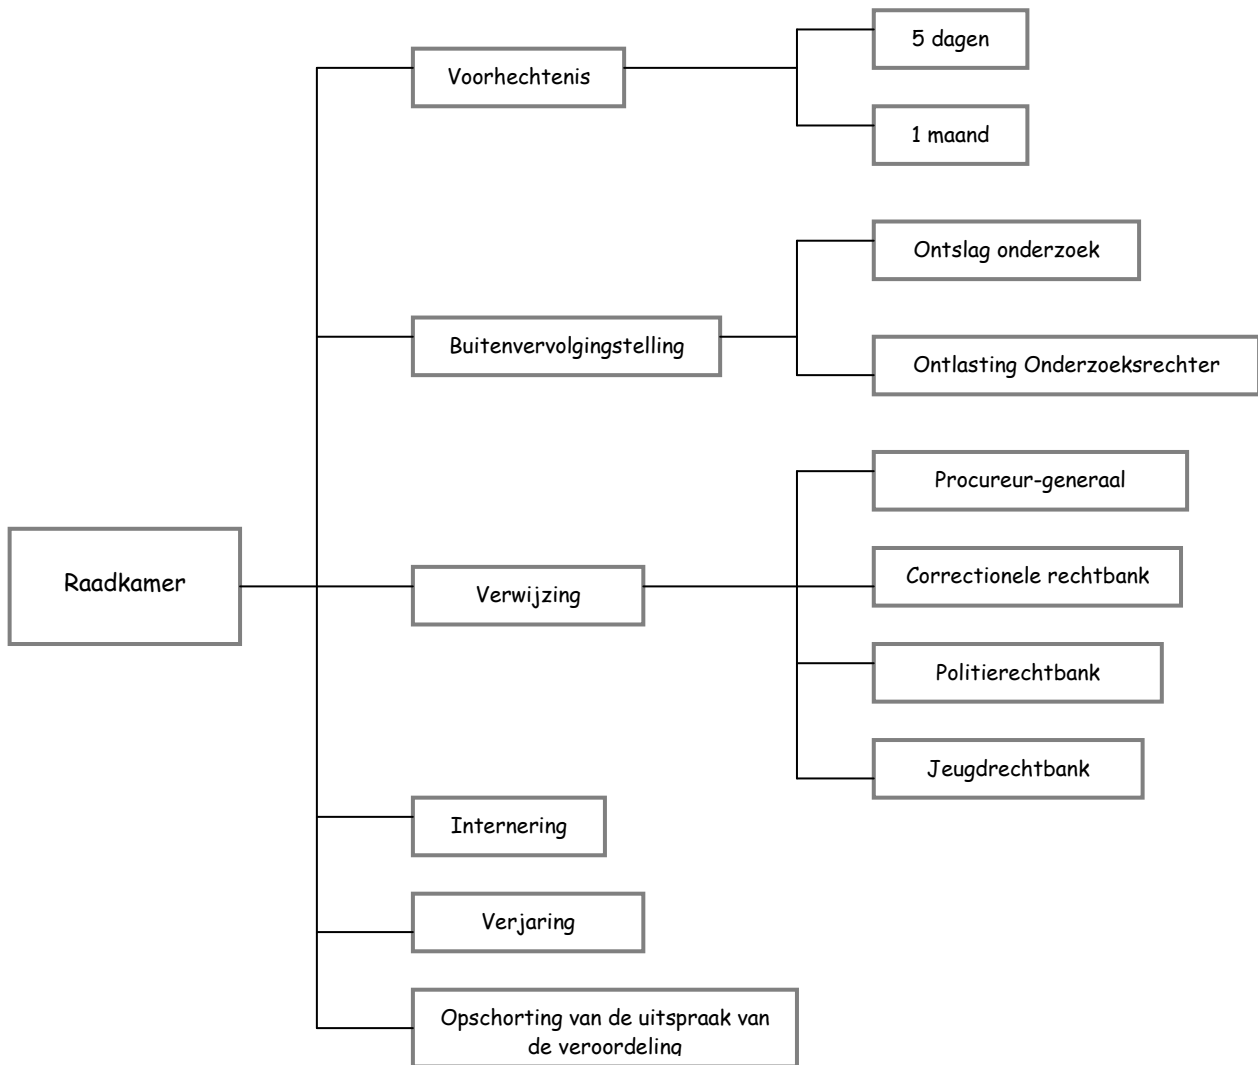 5 dagen
Voorhechtenis
1 maand
Ontslag onderzoek
Buitenvervolgingstelling
Ontlasting Onderzoeksrechter
Procureur-generaal
Raadkamer
Correctionele rechtbank
Verwijzing
Politierechtbank
Jeugdrechtbank
Internering
Verjaring
Opschorting van de uitspraak van
de veroordeling